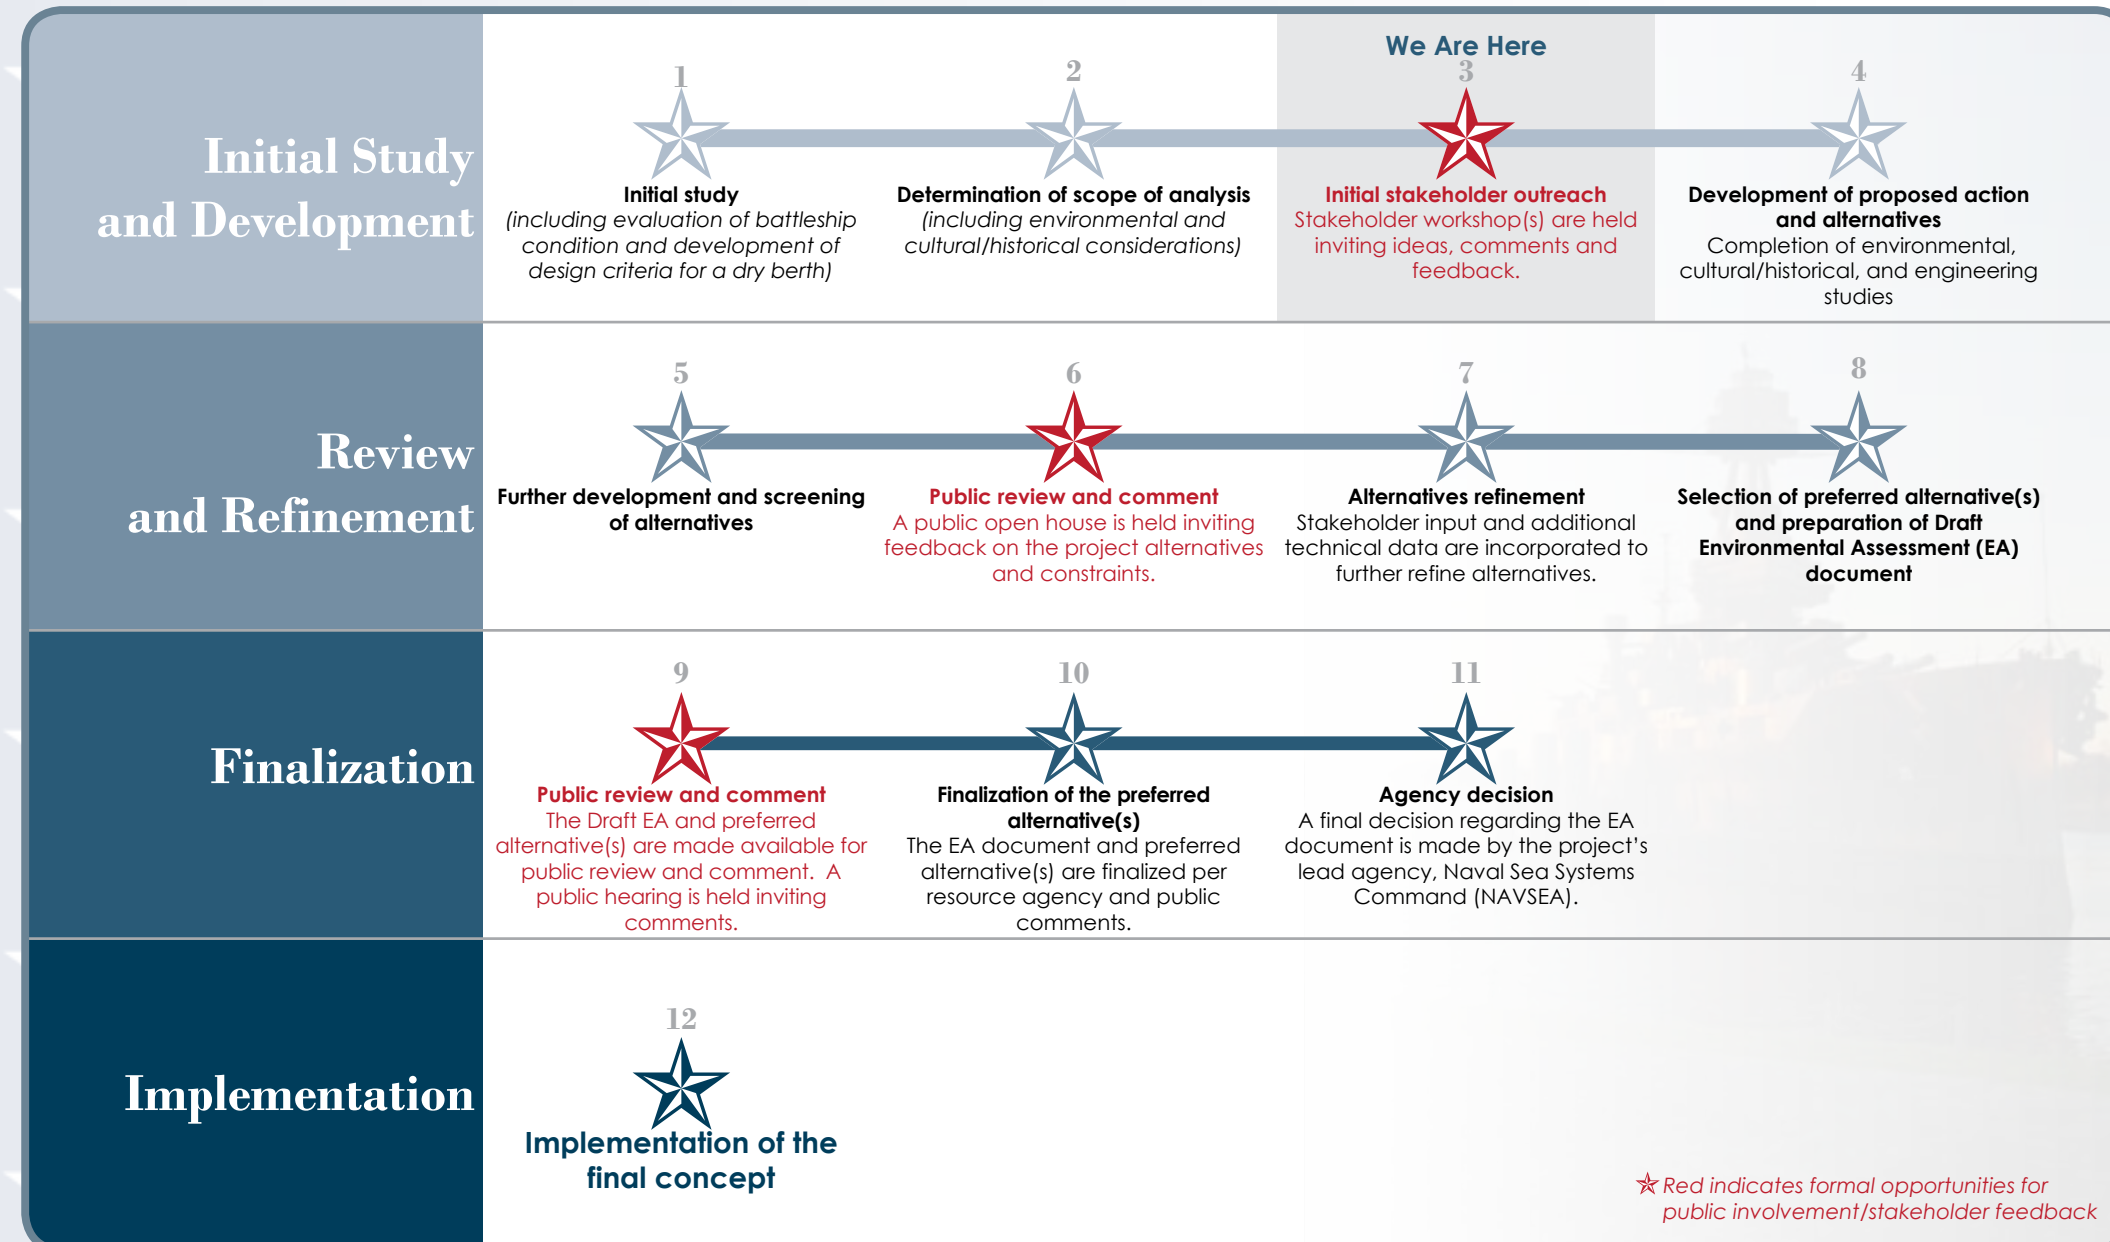 We Are Here
Initial Study
and Development
1
Initial study
(including evaluation of battleship
condition and development of
design criteria for a dry berth)
2
Determination of scope of analysis
(including environmental and
cultural/historical considerations)
3
Initial stakeholder outreach
Stakeholder workshop(s) are held
inviting ideas, comments and
feedback.
4
Development of proposed action
and alternatives
Completion of environmental,
cultural/historical, and engineering
studies
Review
and Refinement
5
Further development and screening
of alternatives
6
Public review and comment
A public open house is held inviting
feedback on the project alternatives
and constraints.
7
Alternatives refinement
Stakeholder input and additional
technical data are incorporated to
further refine alternatives.
8
Selection of preferred alternative(s)
and preparation of Draft
Environmental Assessment (EA)
document
Finalization
9
Public review and comment
The Draft EA and preferred
alternative(s) are made available for
public review and comment.  A
public hearing is held inviting
comments.
10
Finalization of the preferred
alternative(s)
The EA document and preferred
alternative(s) are finalized per
resource agency and public
comments.
11
Agency decision
A final decision regarding the EA
document is made by the project's
lead agency, Naval Sea Systems
Command (NAVSEA).
Implementation
12
Implementation of the
final concept
Red indicates formal opportunities for
public involvement/stakeholder feedback